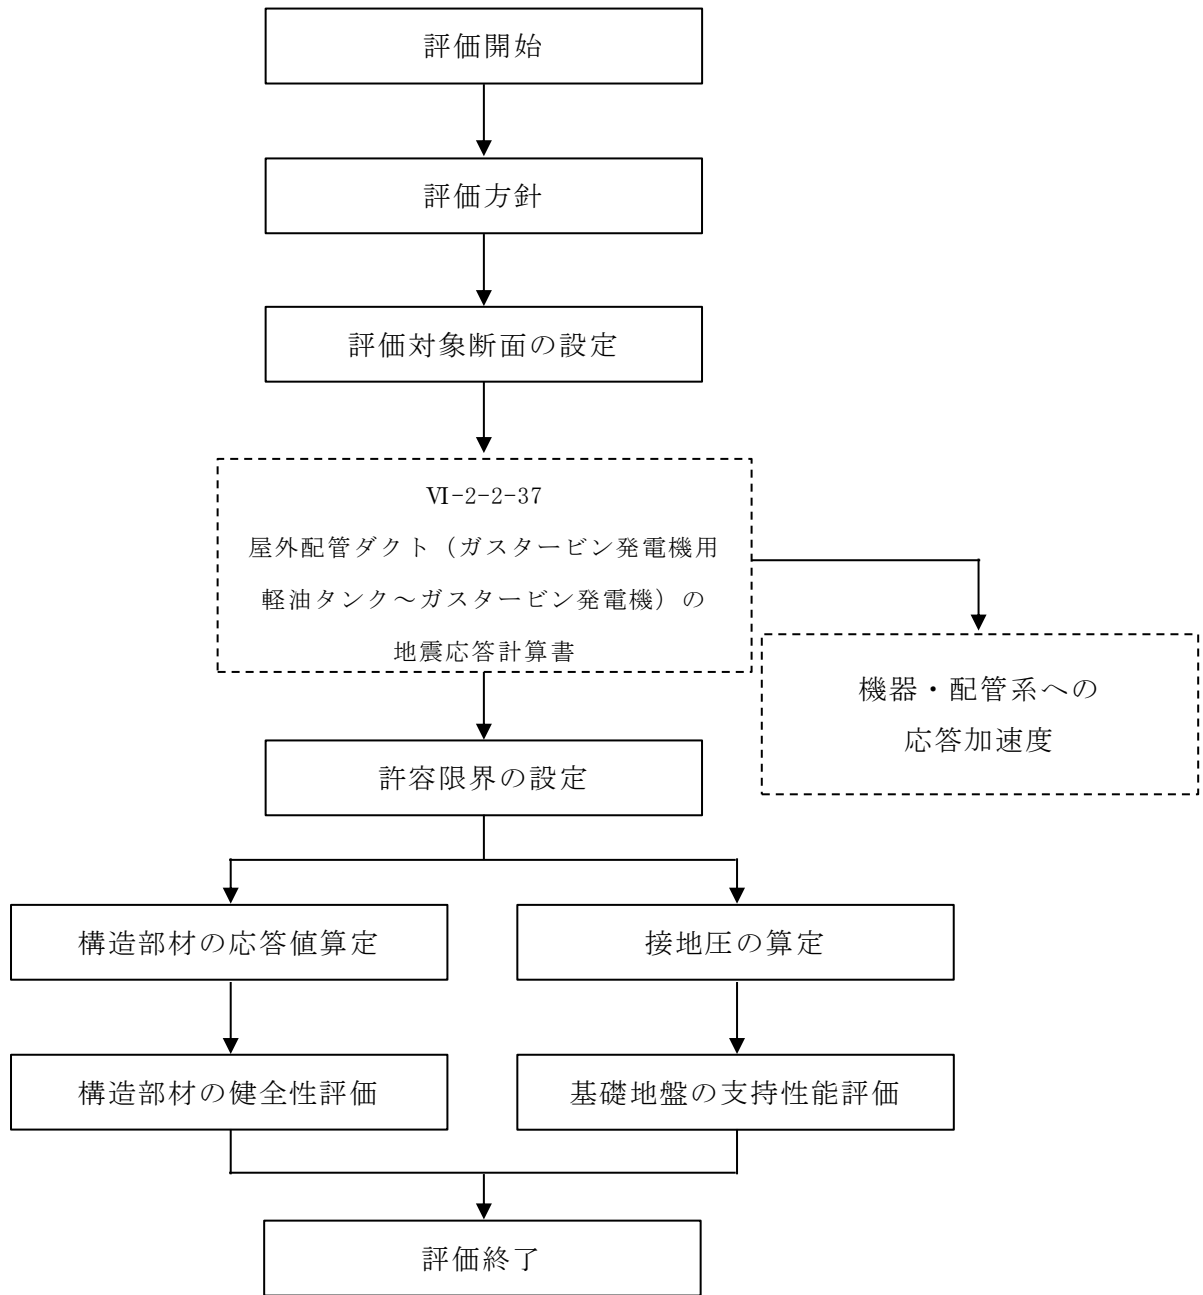 評価開始
評価方針
評価対象断面の設定
Ⅵ-2-2-37
屋外配管ダクト（ガスタービン発電機用
軽油タンク～ガスタービン発電機）の
地震応答計算書
機器・配管系への
応答加速度
許容限界の設定
構造部材の応答値算定
接地圧の算定
構造部材の健全性評価
基礎地盤の支持性能評価
評価終了